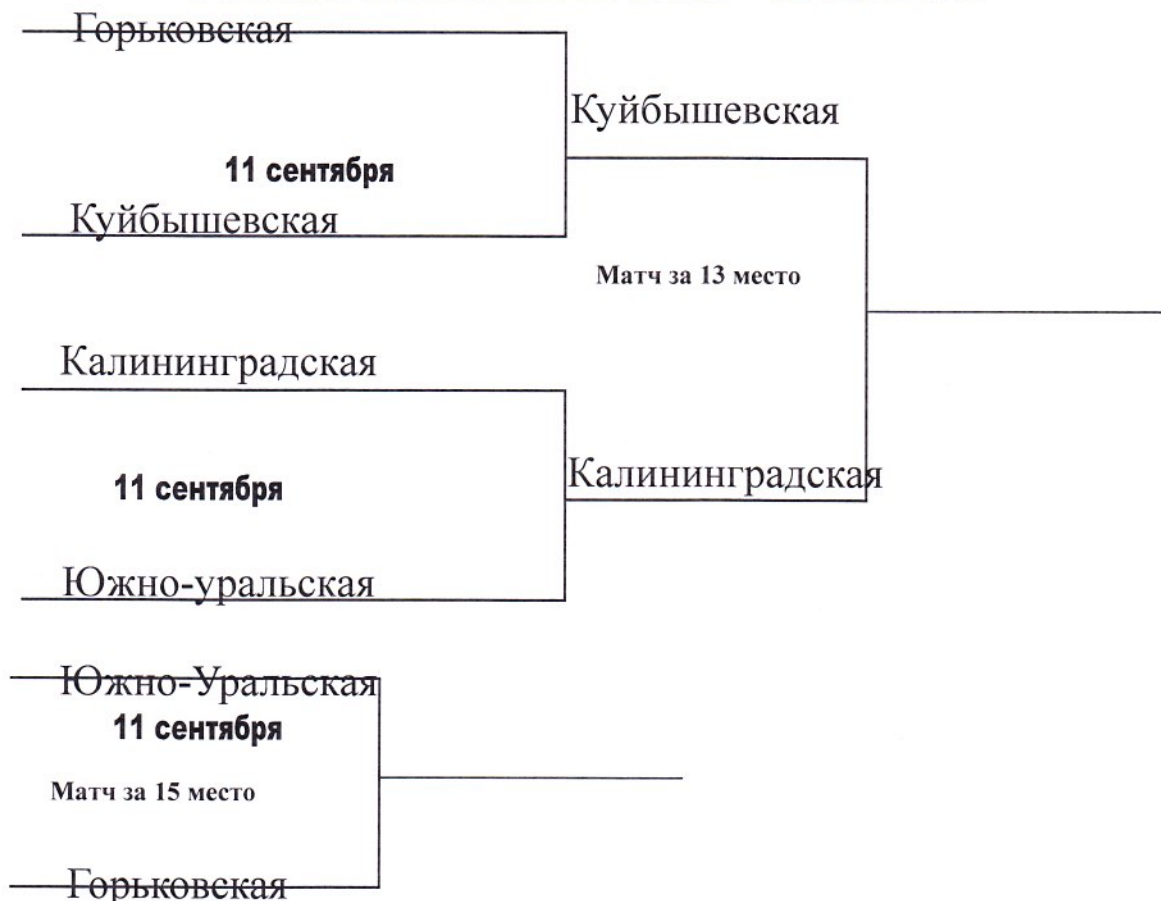 Горьковская
Куйбышевская
11 сентября
Куйбышевская
Матч за 13 место
Калининградская
Калининградская
11 сентября
Южно-уральская
Южно-Уральская
11 сентября
Матч за 15 место
Горьковская